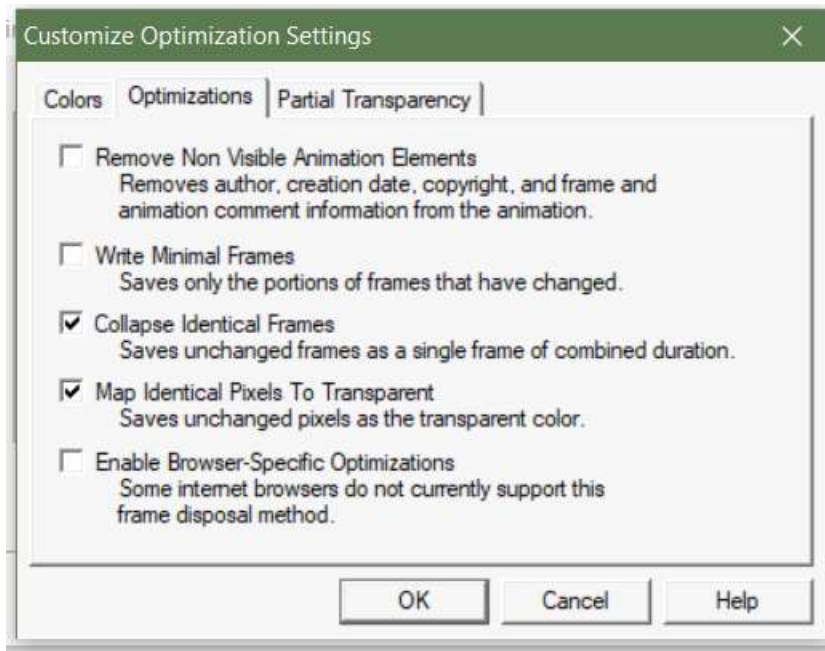 Customize Optimization Settings
Colors Optimizations Partial Transparency
Remove Non Visible Animation Elements
Removes author, creation date, copyright, and frame and
animation comment information from the animation.
Write Minimal Frames
Saves only the portions of frames that have changed.
Collapse Identical Frames
Saves unchanged frames as a single frame of combined duration.
Map Identical Pixels To Transparent
Saves unchanged pixels as the transparent color.
Enable Browser-Specific Optimizations
Some internet browsers do not currently support this
frame disposal method.
OK Cancel Help